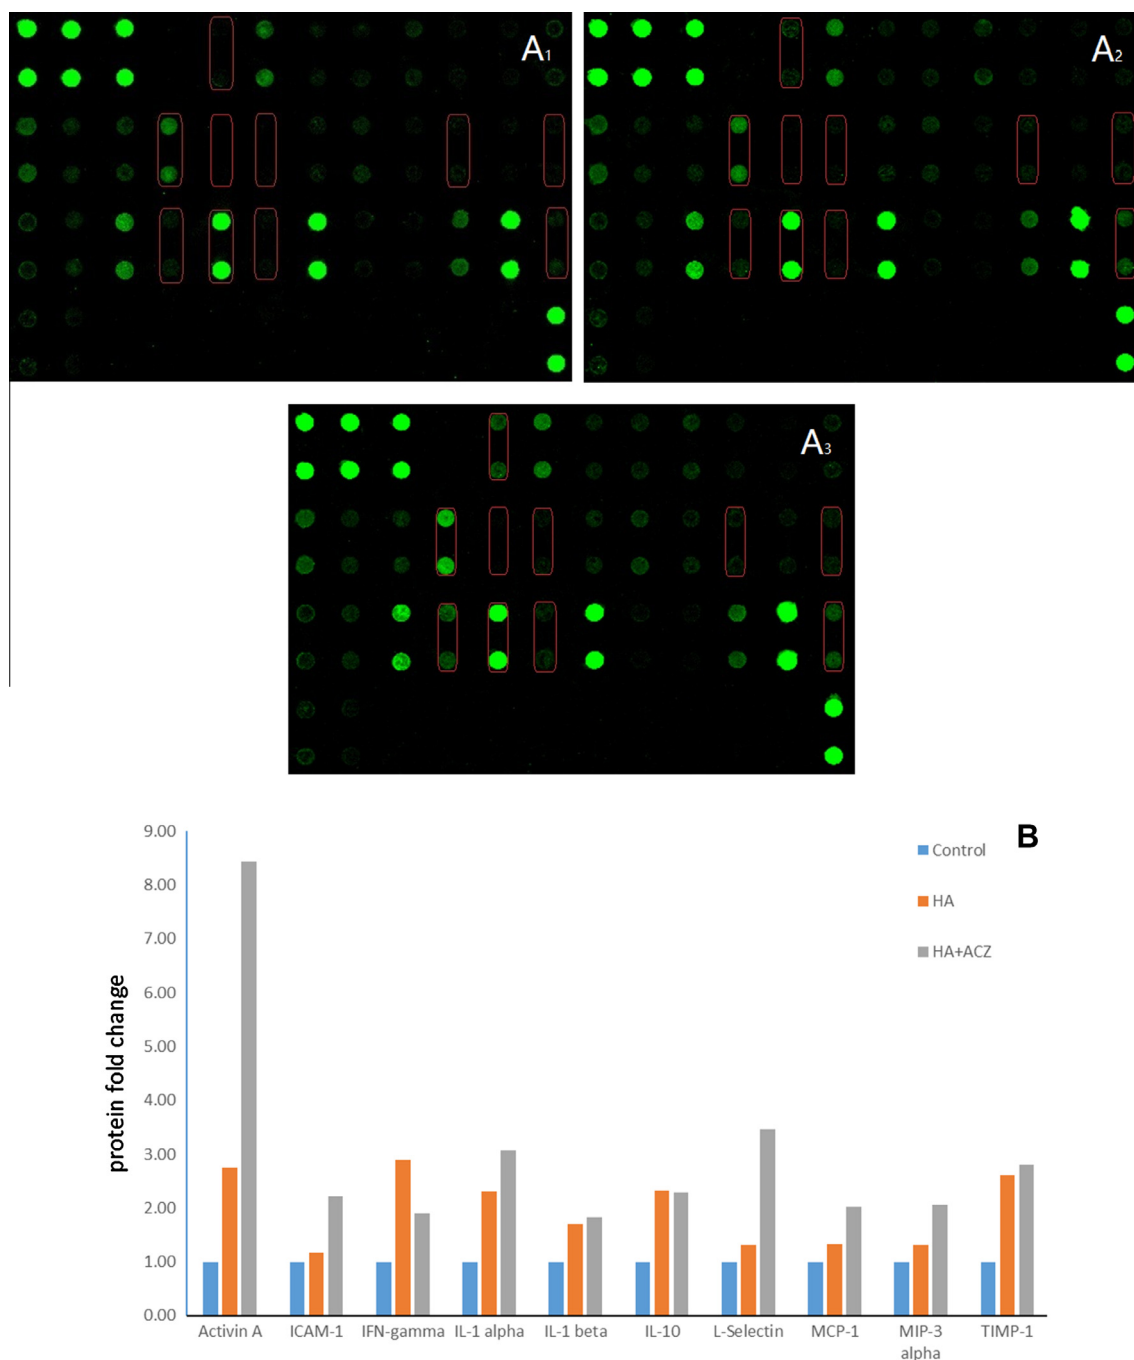 A1
A2
A3
B
Control
HA
HA+ACZ
protein fold change
9.00
8.00
7.00
6.00
5.00
4.00
3.00
2.00
1.00
0.00
Activin A ICAM-1 IFN-gamma IL-1 alpha IL-1 beta IL-10 L-Selectin MCP-1 MIP-3 TIMP-1
alpha